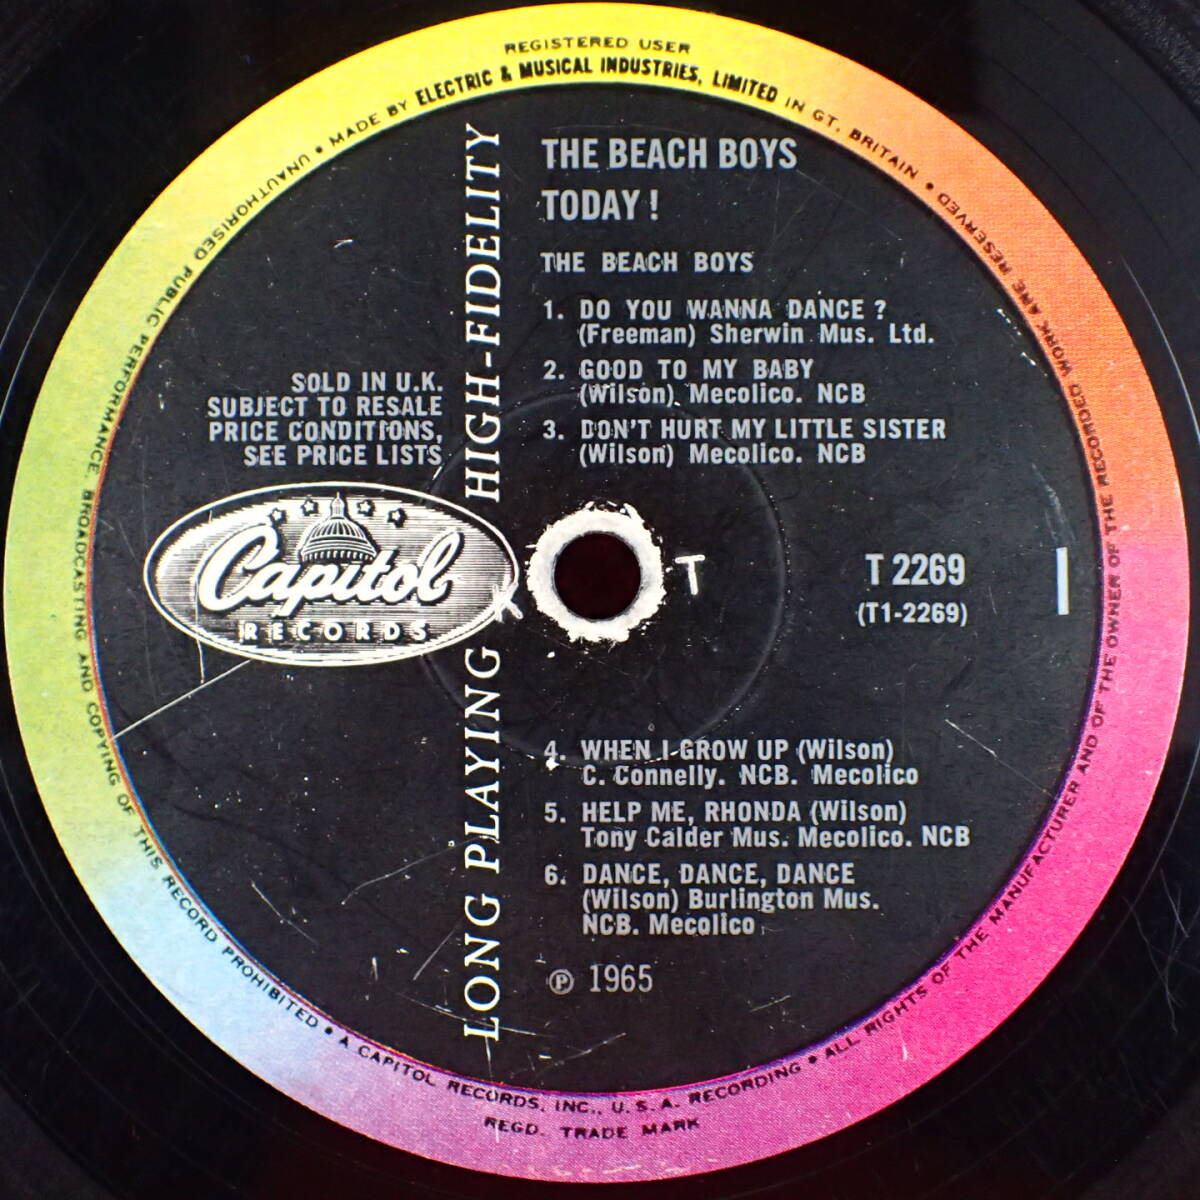 REGISTERED USER
UNAUTHORISED PUBLIC PERFORMANCE, BROADCASTING AND COPYING OF THIS RECORD PROHIBITED • A CAPITOL RECORDS, INC., U.S.A. RECORDING • ALL RIGHTS OF THE MANUFACTURER AND OF THE OWNER OF THE RECORDED WORK ARE RESERVED •
MADE BY ELECTRIC & MUSICAL INDUSTRIES, LIMITED IN GT. BRITAIN •
REGD. TRADE MARK
LONG PLAYING HIGH-FIDELITY
THE BEACH BOYS
TODAY!
THE BEACH BOYS
1. DO YOU WANNA DANCE?
(Freeman) Sherwin Mus. Ltd.
2. GOOD TO MY BABY
(Wilson) Mecolico. NCB
3. DON'T HURT MY LITTLE SISTER
(Wilson) Mecolico. NCB
SOLD IN U.K.
SUBJECT TO RESALE
PRICE CONDITIONS,
SEE PRICE LISTS
Capitol
RECORDS
T
T 2269
(T1-2269)
1
4. WHEN I GROW UP (Wilson)
C. Connelly. NCB. Mecolico
5. HELP ME, RHONDA (Wilson)
Tony Calder Mus. Mecolico. NCB
6. DANCE, DANCE, DANCE
(Wilson) Burlington Mus.
NCB. Mecolico
℗ 1965